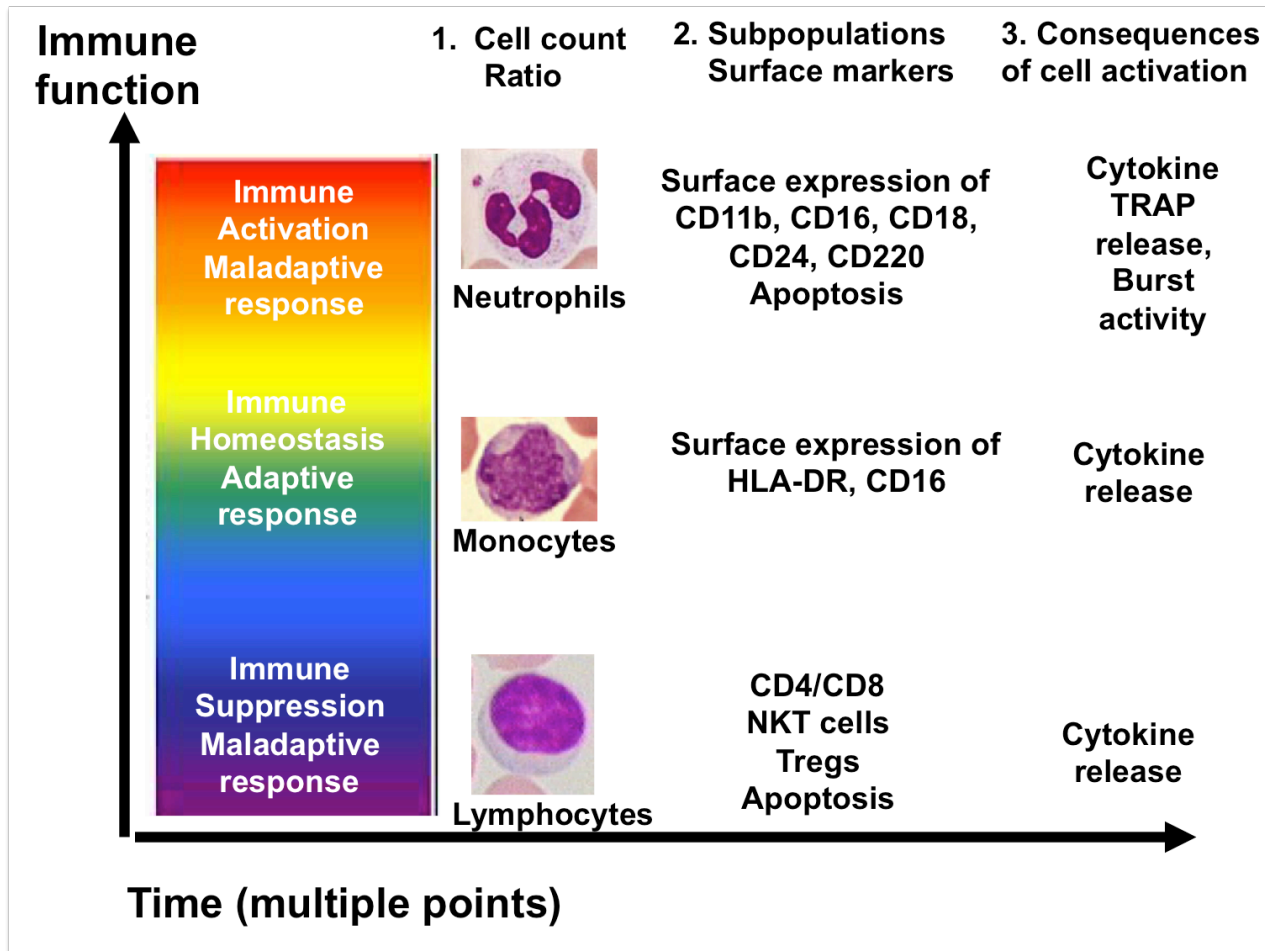 Immune
function
1.  Cell count
Ratio
2. Subpopulations
Surface markers
3. Consequences
of cell activation
Immune
Activation
Maladaptive
response
Neutrophils
Surface expression of
CD11b, CD16, CD18,
CD24, CD220
Apoptosis
Cytokine
TRAP
release,
Burst
activity
Immune
Homeostasis
Adaptive
response
Monocytes
Surface expression of
HLA-DR, CD16
Cytokine
release
Immune
Suppression
Maladaptive
response
Lymphocytes
CD4/CD8
NKT cells
Tregs
Apoptosis
Cytokine
release
Time (multiple points)